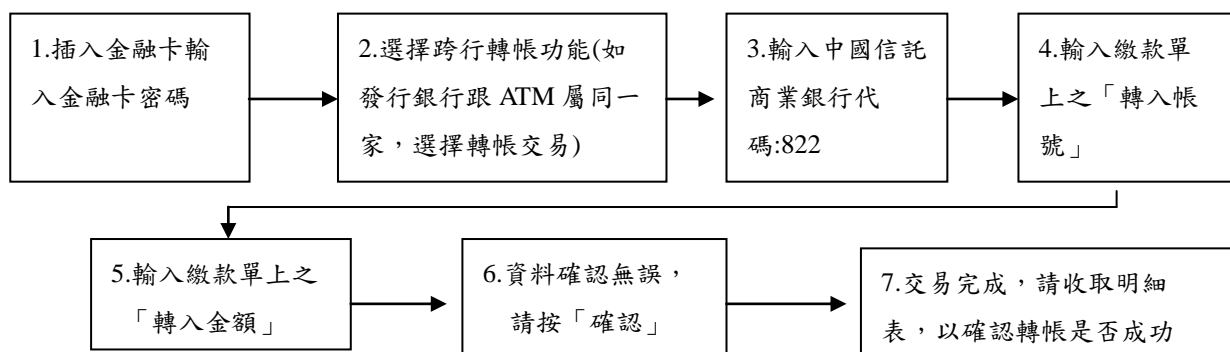 1.插入金融卡輸
入金融卡密碼
2.選擇跨行轉帳功能(如
發行銀行跟 ATM 屬同一
家，選擇轉帳交易)
3.輸入中國信託
商業銀行代
碼:822
4.輸入繳款單
上之「轉入帳
號」
5.輸入繳款單上之
「轉入金額」
6.資料確認無誤，
請按「確認」
7.交易完成，請收取明細
表，以確認轉帳是否成功